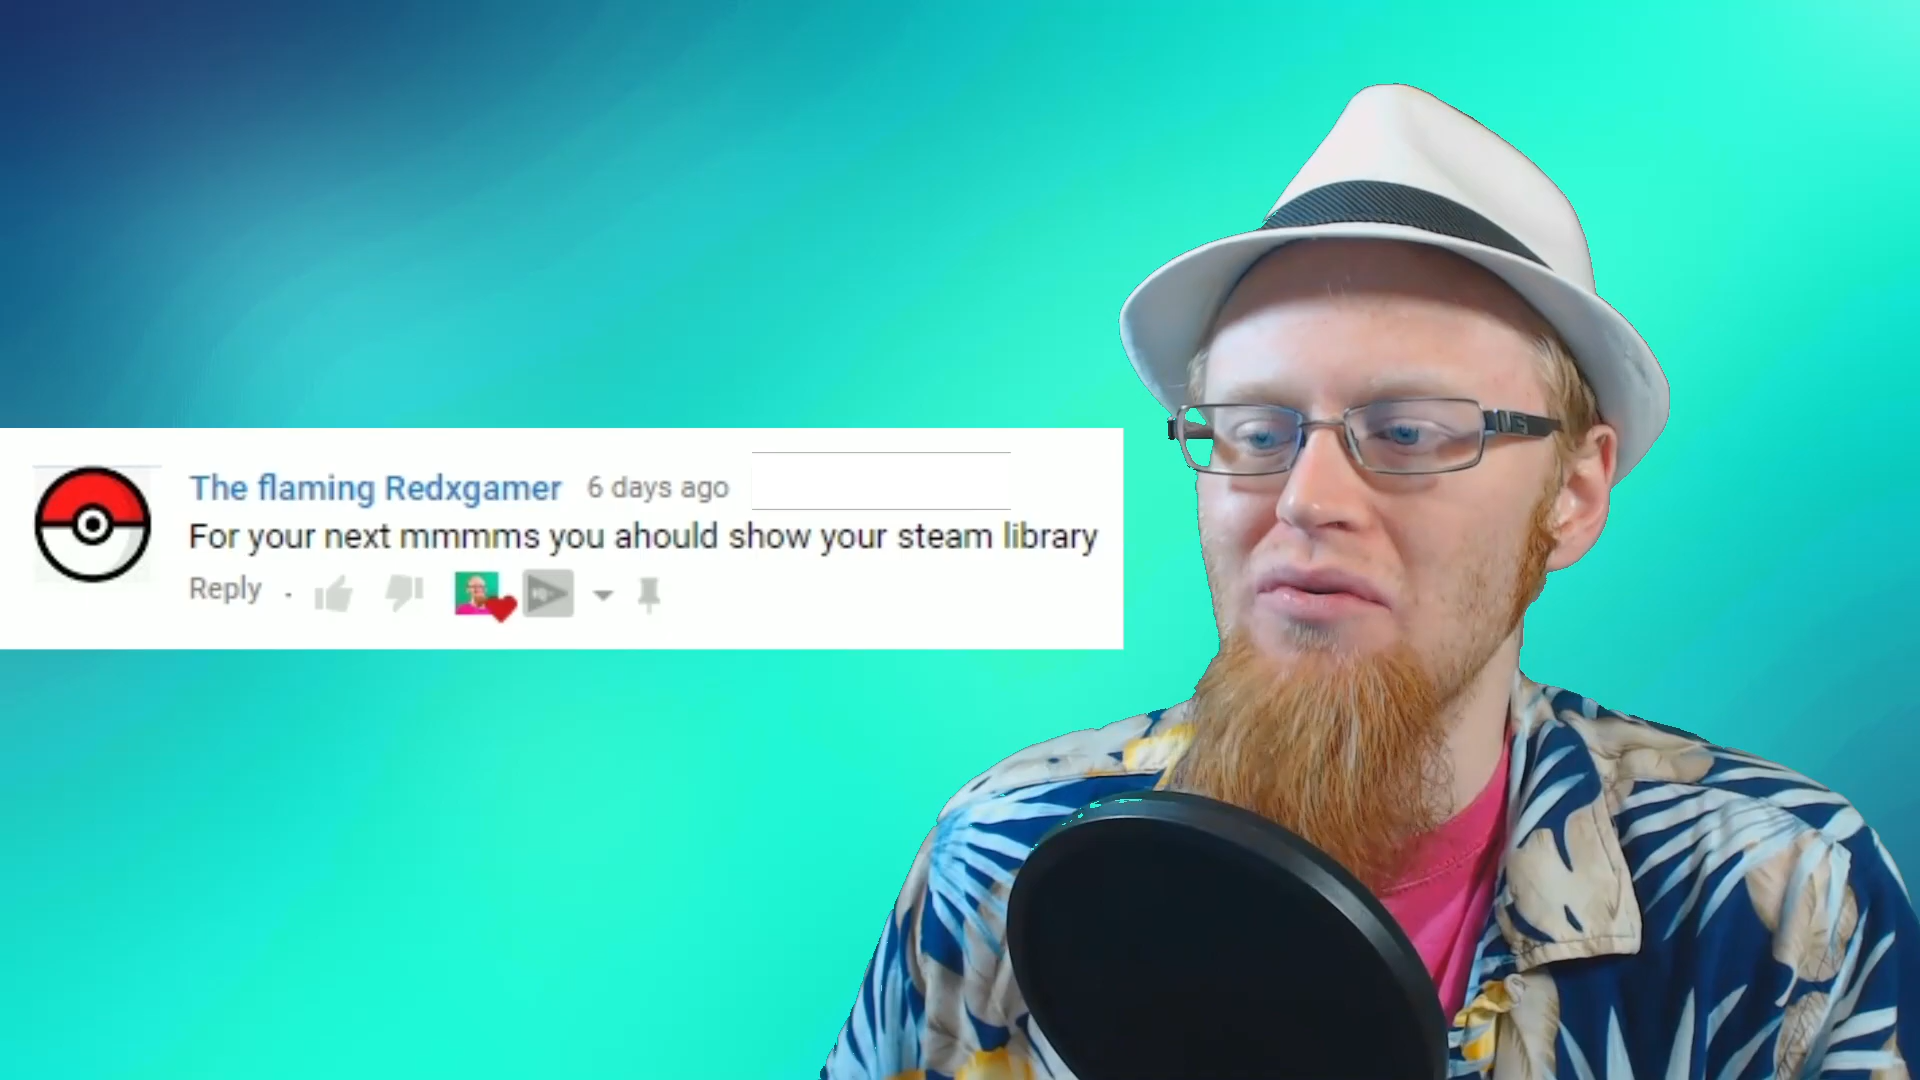 The flaming Redxgamer 6 days ago
For your next mmmms you ahould show your steam library
Reply